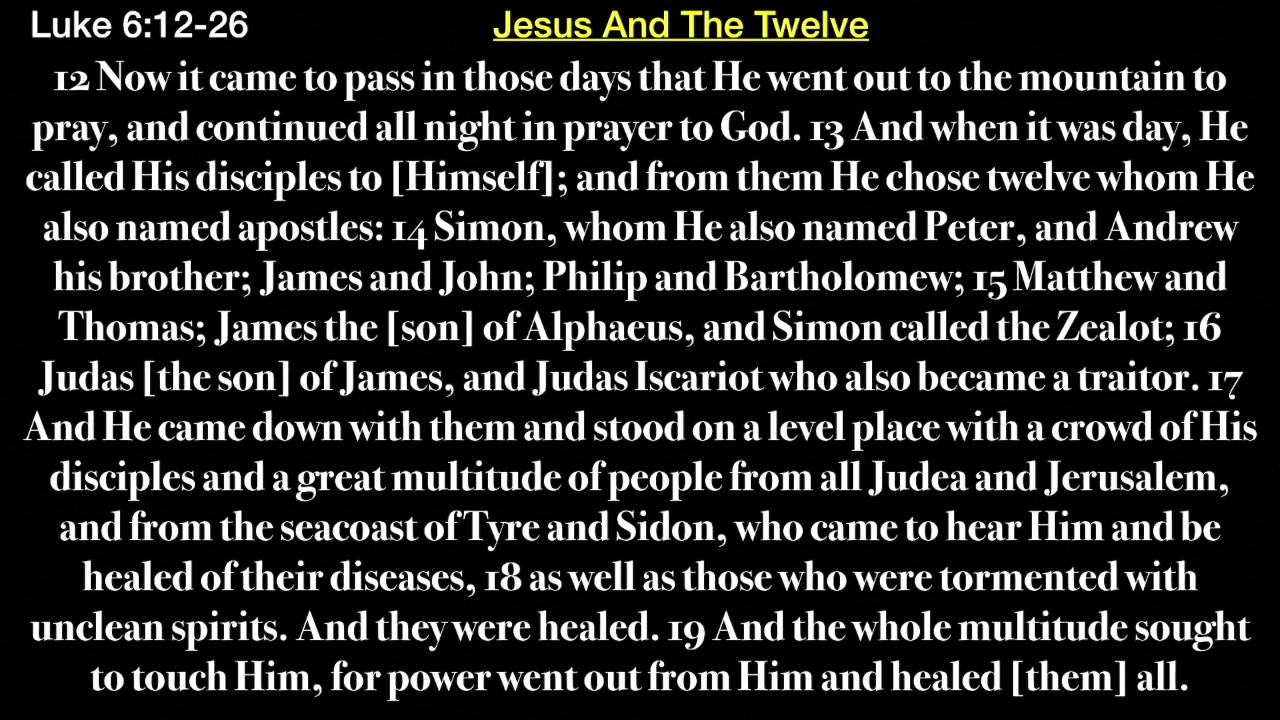 Luke 6:12-26 Jesus And The Twelve
12 Now it came to pass in those days that He went out to the mountain to
pray, and continued all night in prayer to God. 13 And when it was day, He
called His disciples to [Himself]; and from them He chose twelve whom He
also named apostles: 14 Simon, whom He also named Peter, and Andrew
his brother; James and John; Philip and Bartholomew; 15 Matthew and
Thomas; James the [son] of Alphaeus, and Simon called the Zealot; 16
Judas [the son] of James, and Judas Iscariot who also became a traitor. 17
And He came down with them and stood on a level place with a crowd of His
disciples and a great multitude of people from all Judea and Jerusalem,
and from the seacoast of Tyre and Sidon, who came to hear Him and be
healed of their diseases, 18 as well as those who were tormented with
unclean spirits. And they were healed. 19 And the whole multitude sought
to touch Him, for power went out from Him and healed [them] all.